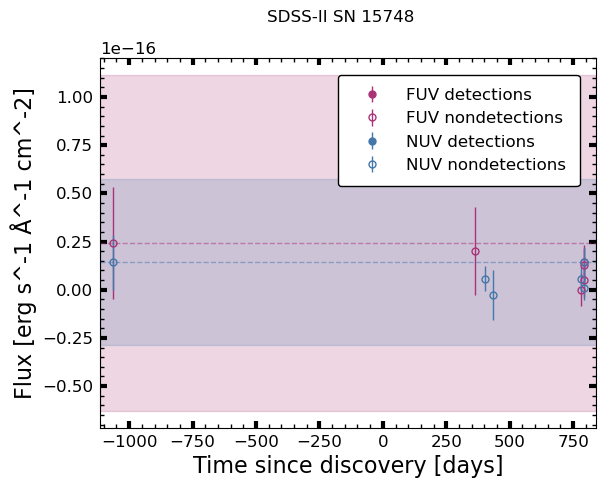 SDSS-II SN 15748
1e−16
FUV detections
FUV nondetections
NUV detections
NUV nondetections
1.00
0.75
0.50
0.25
0.00
−0.25
−0.50
Flux [erg s^-1 Å^-1 cm^-2]
−1000 −750 −500 −250 0 250 500 750
Time since discovery [days]